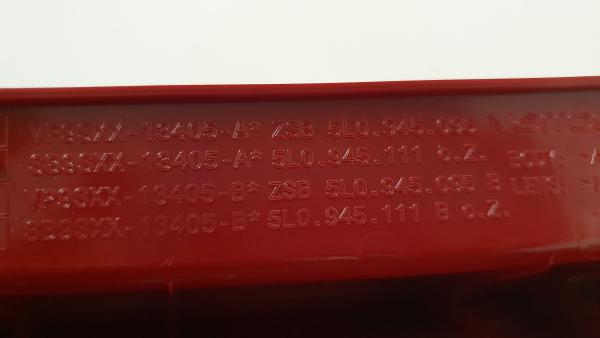 VP9SXX-13405-A* ZSB 5L0.945.095
SB9SXX-13405-A* 5L0.945.111 o.Z.
VP9SXX-13405-B* ZSB 5L0.945.095 B
SB9SXX-13405-B* 5L0.945.111 B o.Z.